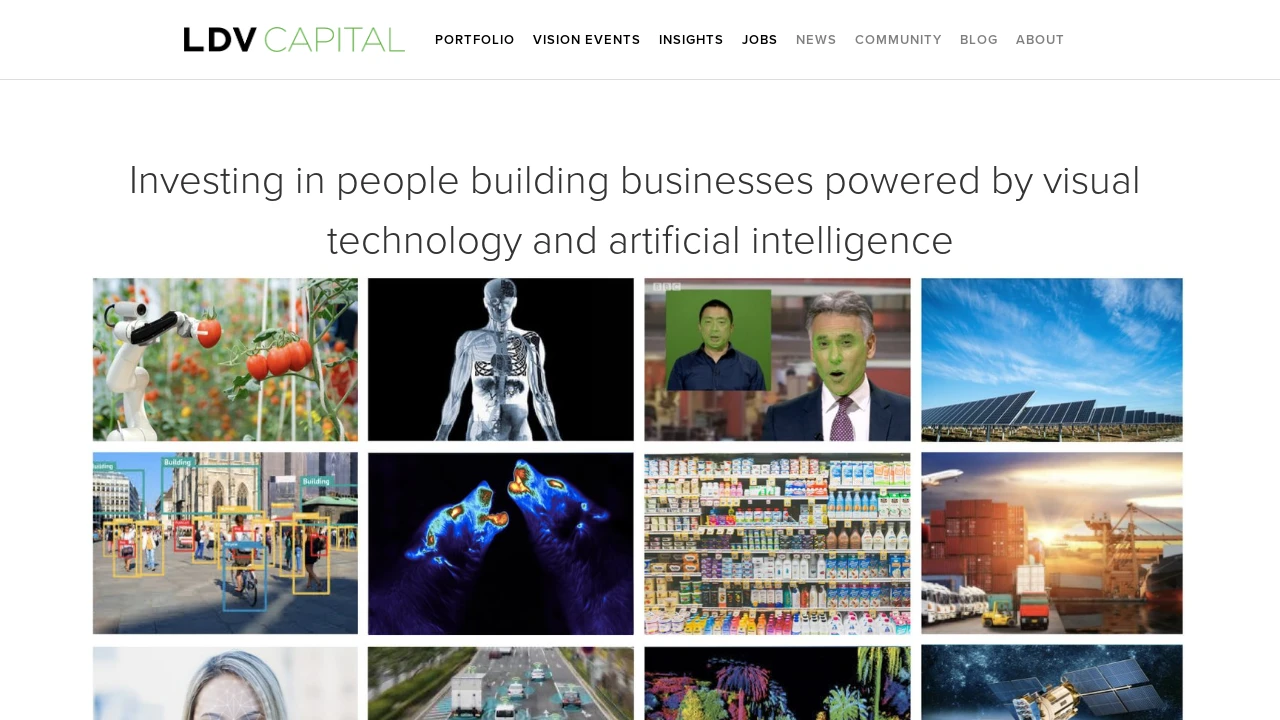 LDV CAPITAL PORTFOLIO VISION EVENTS INSIGHTS JOBS NEWS COMMUNITY BLOG ABOUT
Investing in people building businesses powered by visual
technology and artificial intelligence
BBC
Building
Building
Building